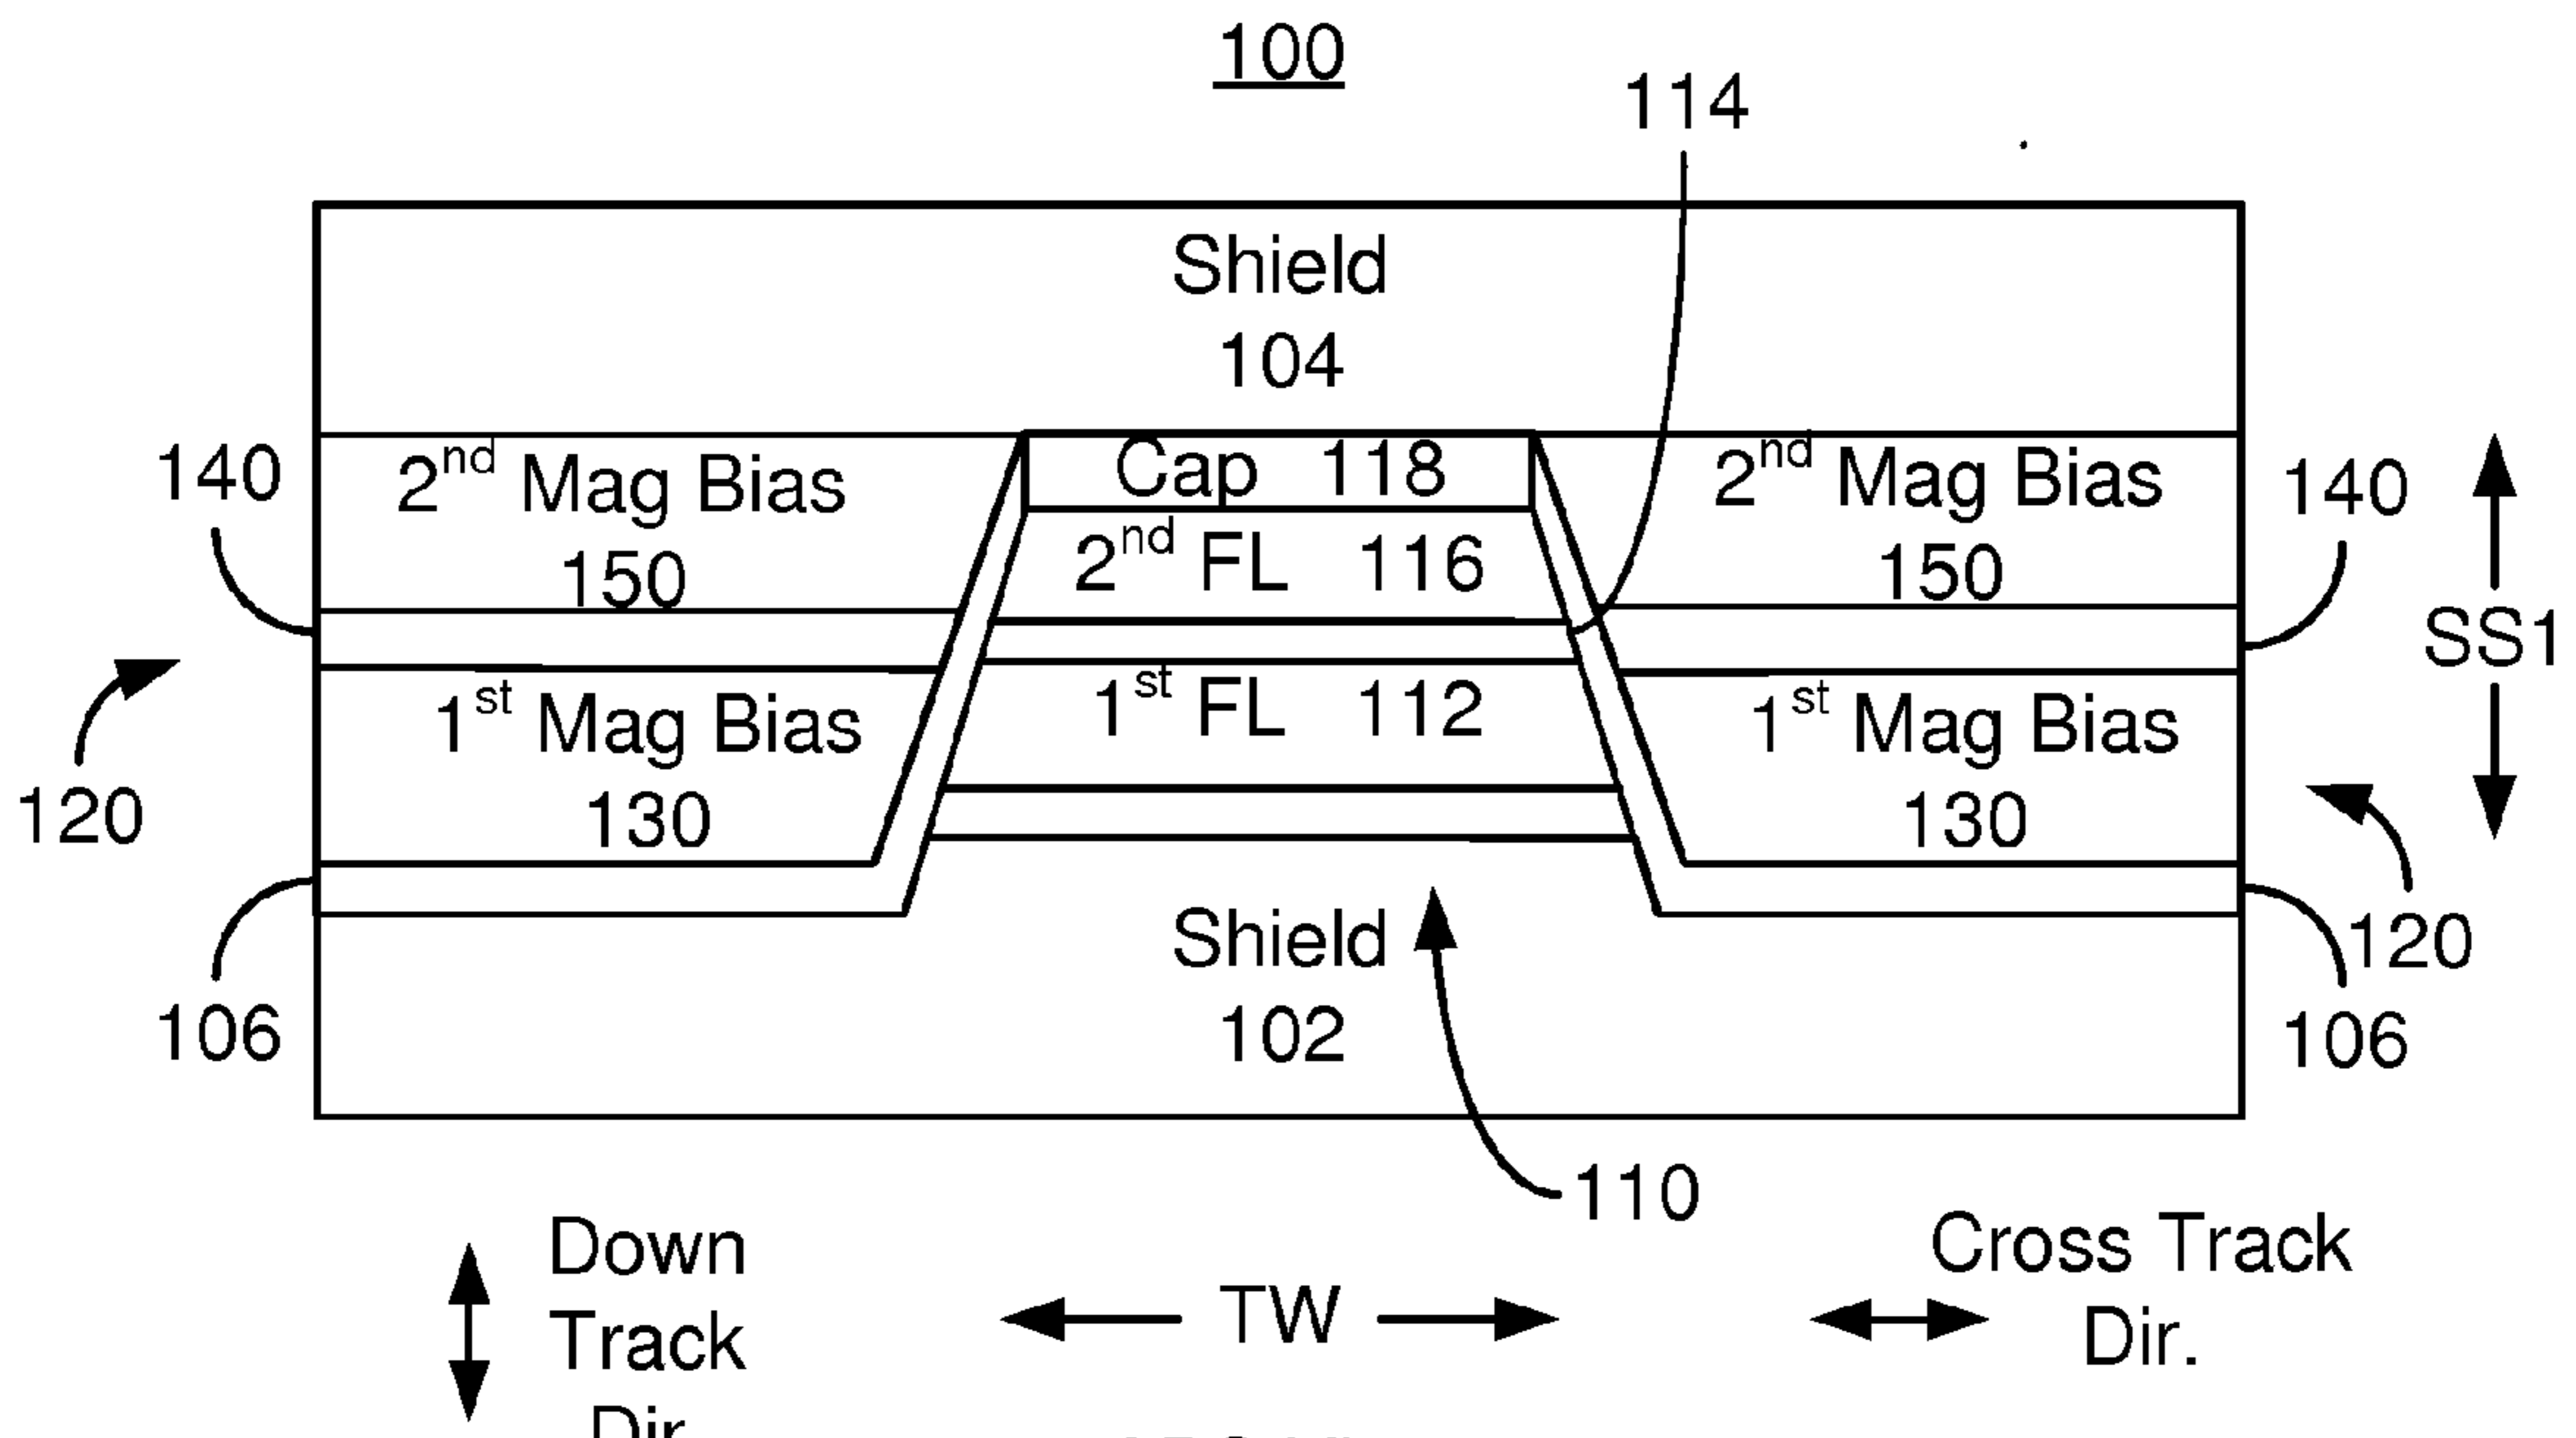 100
114
Shield
104
140
2nd Mag Bias
150
Cap 118
2nd FL 116
2nd Mag Bias
150
140
SS1
120
1st Mag Bias
130
1st FL 112
1st Mag Bias
130
120
106
Shield
102
106
110
Down
Track
Dir
TW
Cross Track
Dir.